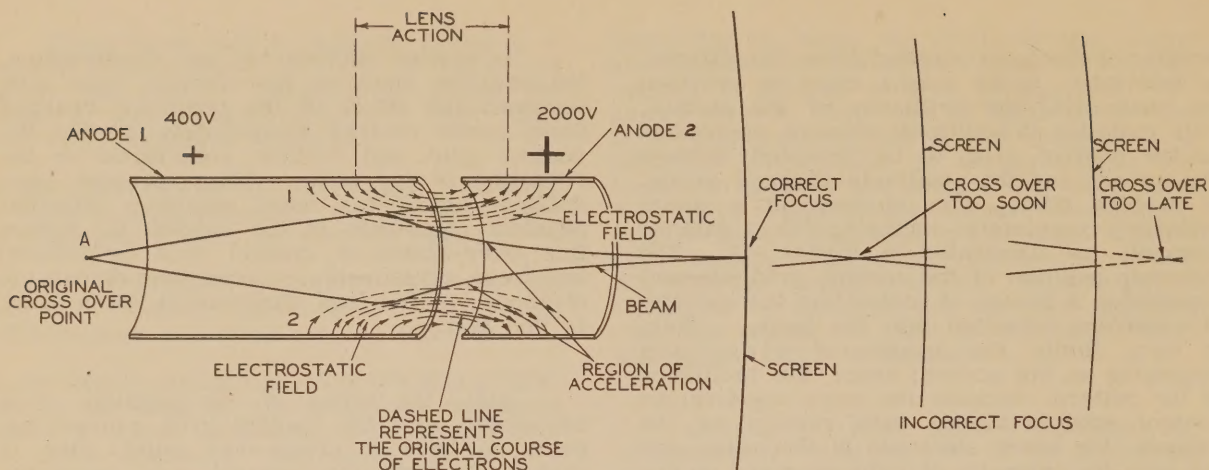 LENS
ACTION
400V
+
2000V
+
ANODE 1
ANODE 2
1
ELECTROSTATIC
FIELD
A
ORIGINAL
CROSS OVER
POINT
BEAM
2
ELECTROSTATIC
FIELD
REGION OF
ACCELERATION
DASHED LINE
REPRESENTS
THE ORIGINAL COURSE
OF ELECTRONS
CORRECT
FOCUS
SCREEN
SCREEN
CROSS OVER
TOO SOON
SCREEN
CROSS OVER
TOO LATE
INCORRECT FOCUS